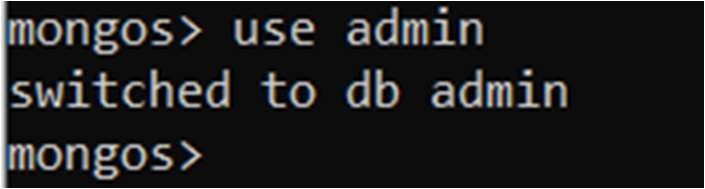 mongos> use admin
switched to db admin
mongos>